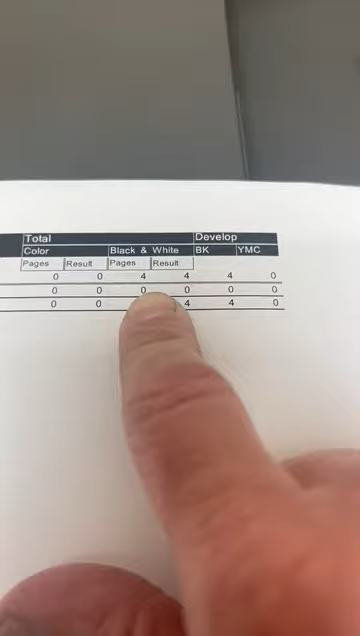 Total Develop
Color Black & White BK YMC
Pages Result Pages Result
0 0 4 4 4 0
0 0 0 0 0 0
0 0 4 4 0